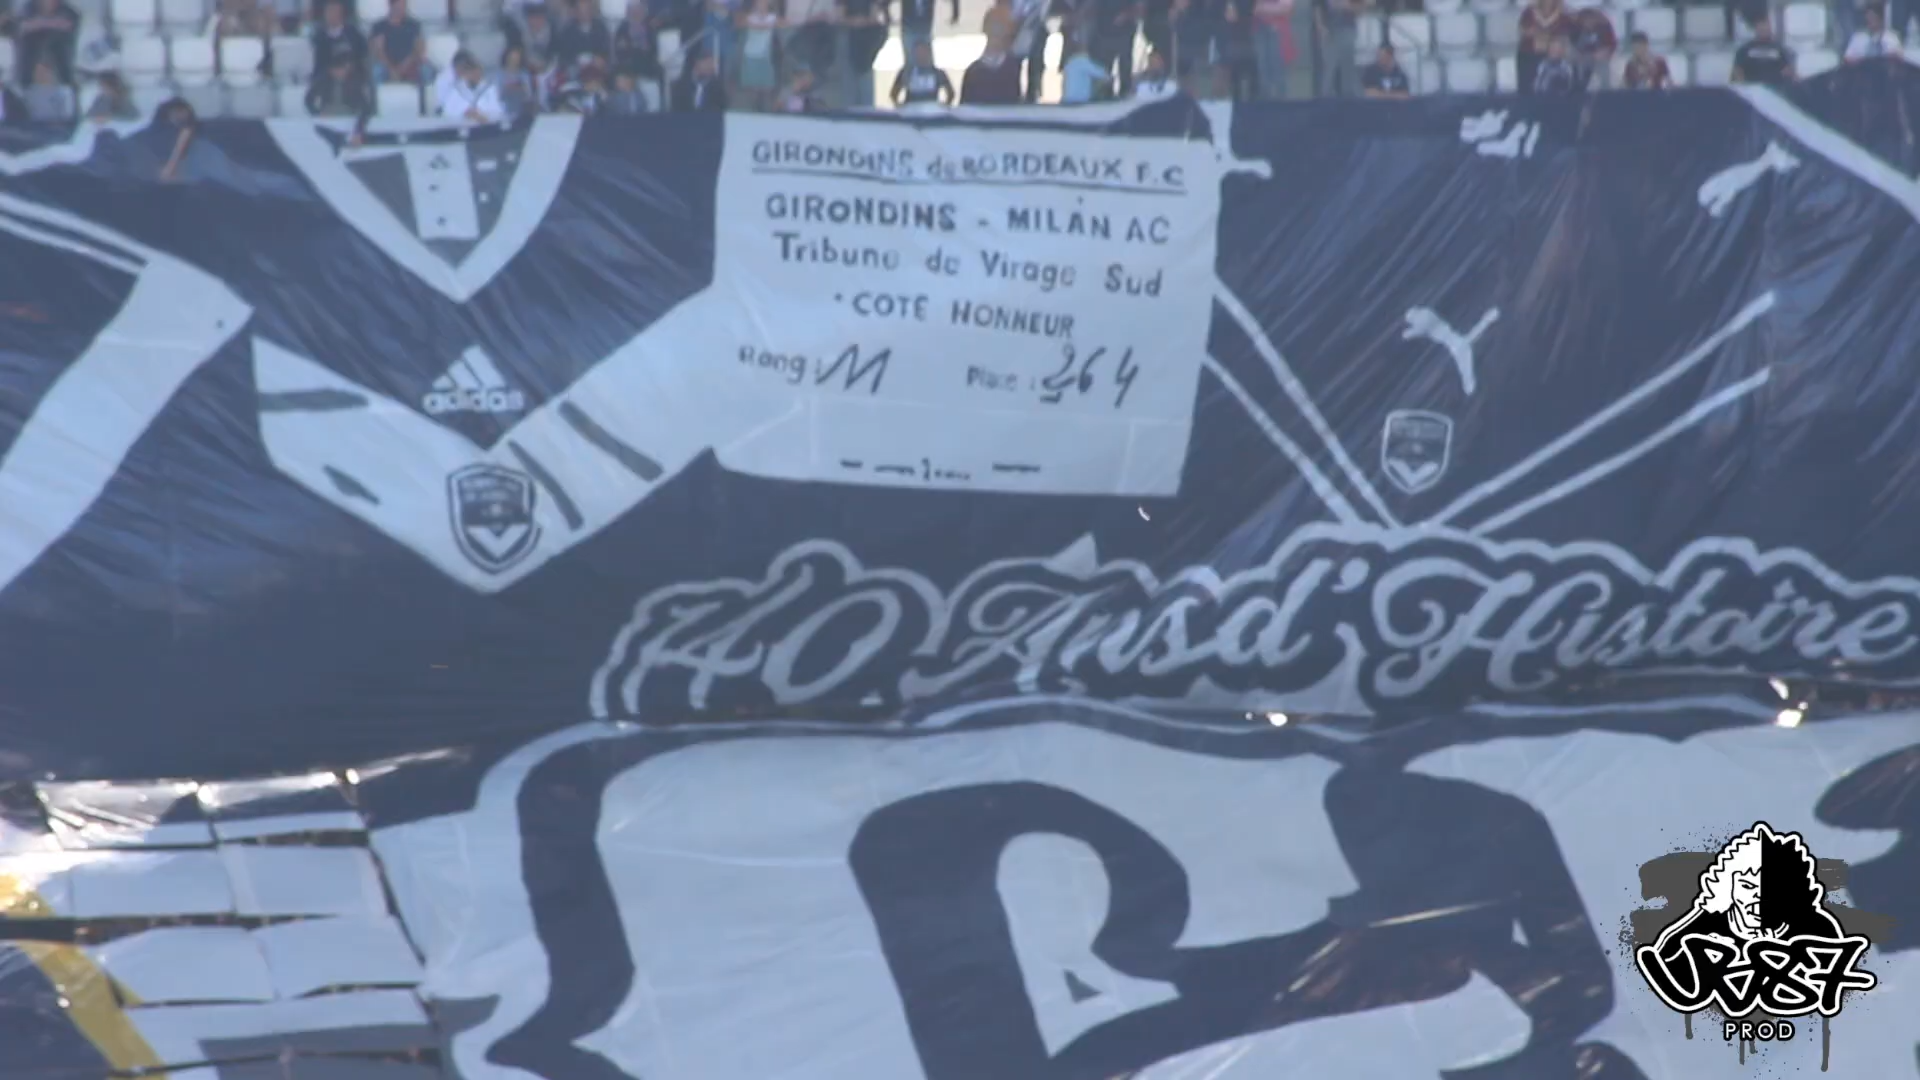 GIRONDINS de BORDEAUX F.C
GIRONDINS - MILAN AC
Tribune de Virage Sud
COTÉ HONNEUR
Rang : M Place : 264
adidas
40 Ans d'Histoire
UB87
PROD